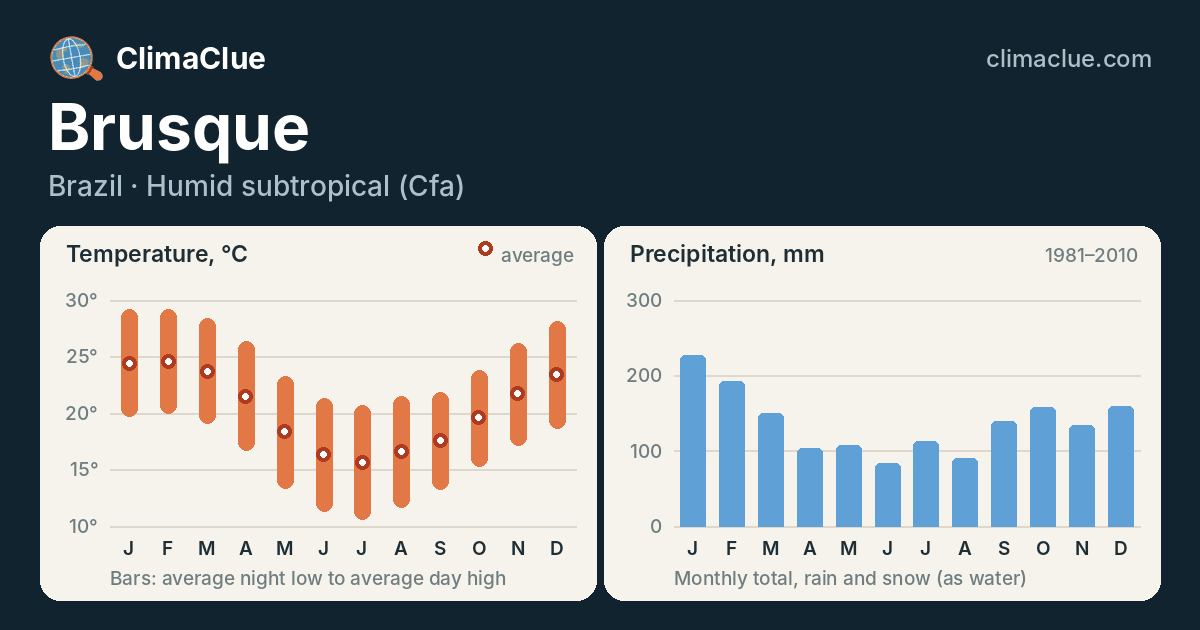 ClimaClue
climaclue.com
Brusque
Brazil · Humid subtropical (Cfa)
Temperature, °C
average
30°
25°
20°
15°
10°
J F M A M J J A S O N D
Bars: average night low to average day high
Precipitation, mm
1981–2010
300
200
100
0
J F M A M J J A S O N D
Monthly total, rain and snow (as water)